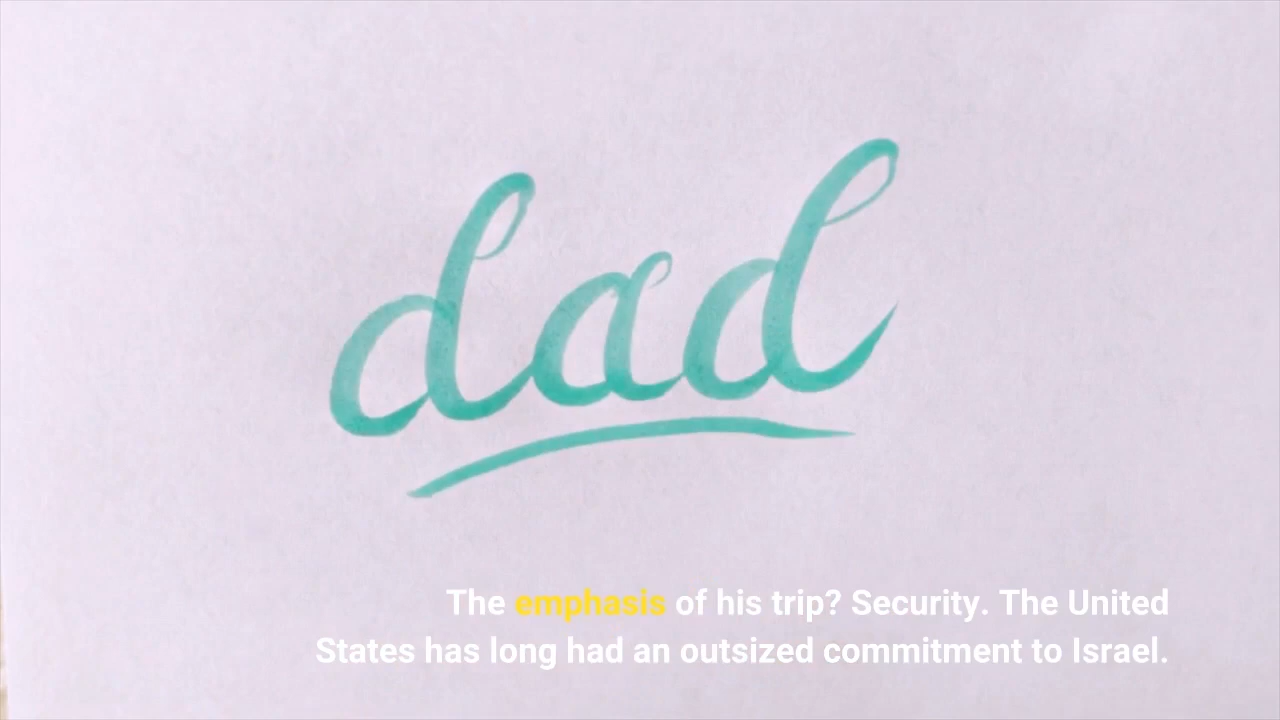 dad
The emphasis of his trip? Security. The United
States has long had an outsized commitment to Israel.